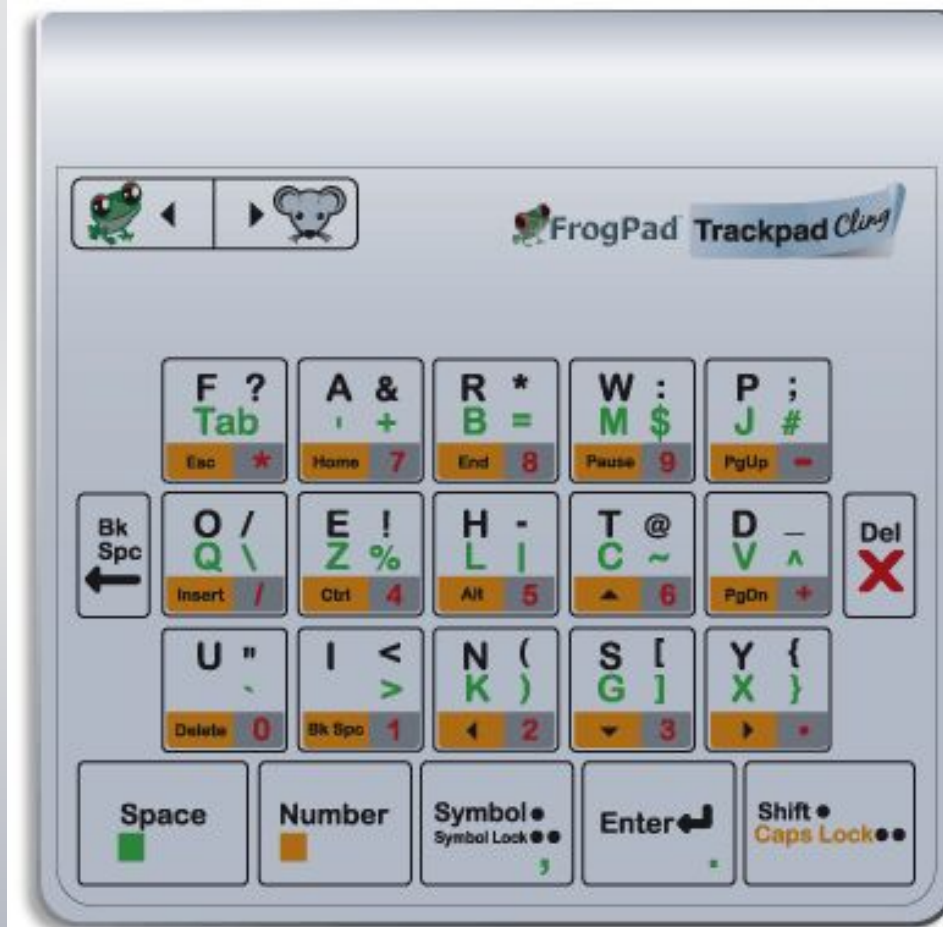 FrogPad Trackpad Cling
F ? A & R * W : P ;
Tab ' + B = M $ J #
Esc * Home 7 End 8 Pause 9 PgUp -
Bk Spc O / E ! H - T @ D _ Del
Q \ Z % L | C ~ V ^
Insert / Ctrl 4 Alt 5 6 PgDn +
U " I < N ( S [ Y {
` > K ) G ] X }
Delete 0 Bk Spc 1 2 3 .
Space Number Symbol Enter Shift
Symbol Lock , . Caps Lock